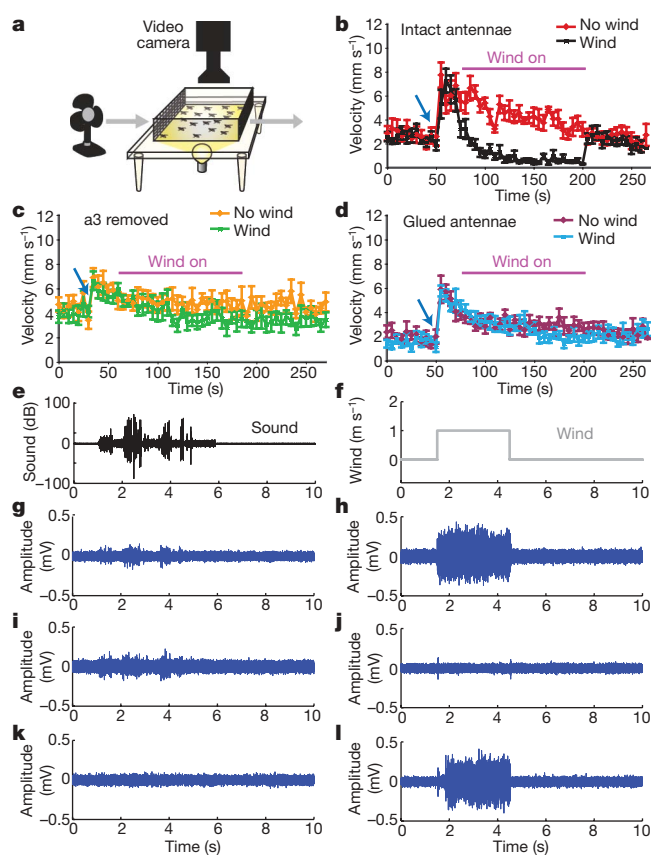 a
Video
camera
b
Intact antennae
No wind
Wind
Wind on
Velocity (mm s⁻¹)
12
10
8
6
4
2
0
0 50 100 150 200 250
Time (s)
c
a3 removed
No wind
Wind
Wind on
Velocity (mm s⁻¹)
12
10
8
6
4
2
0
0 50 100 150 200 250
Time (s)
d
Glued antennae
No wind
Wind
Wind on
Velocity (mm s⁻¹)
12
10
8
6
4
2
0
0 50 100 150 200 250
Time (s)
e
Sound
Sound (dB)
100
0
–100
0 2 4 6 8 10
f
Wind
Wind (m s⁻¹)
2
1
0
0 2 4 6 8 10
g
Amplitude
(mV)
0.5
0
–0.5
0 2 4 6 8 10
h
Amplitude
(mV)
0.5
0
–0.5
0 2 4 6 8 10
i
Amplitude
(mV)
0.5
0
–0.5
0 2 4 6 8 10
j
Amplitude
(mV)
0.5
0
–0.5
0 2 4 6 8 10
k
Amplitude
(mV)
0.5
0
–0.5
0 2 4 6 8 10
Time (s)
l
Amplitude
(mV)
0.5
0
–0.5
0 2 4 6 8 10
Time (s)